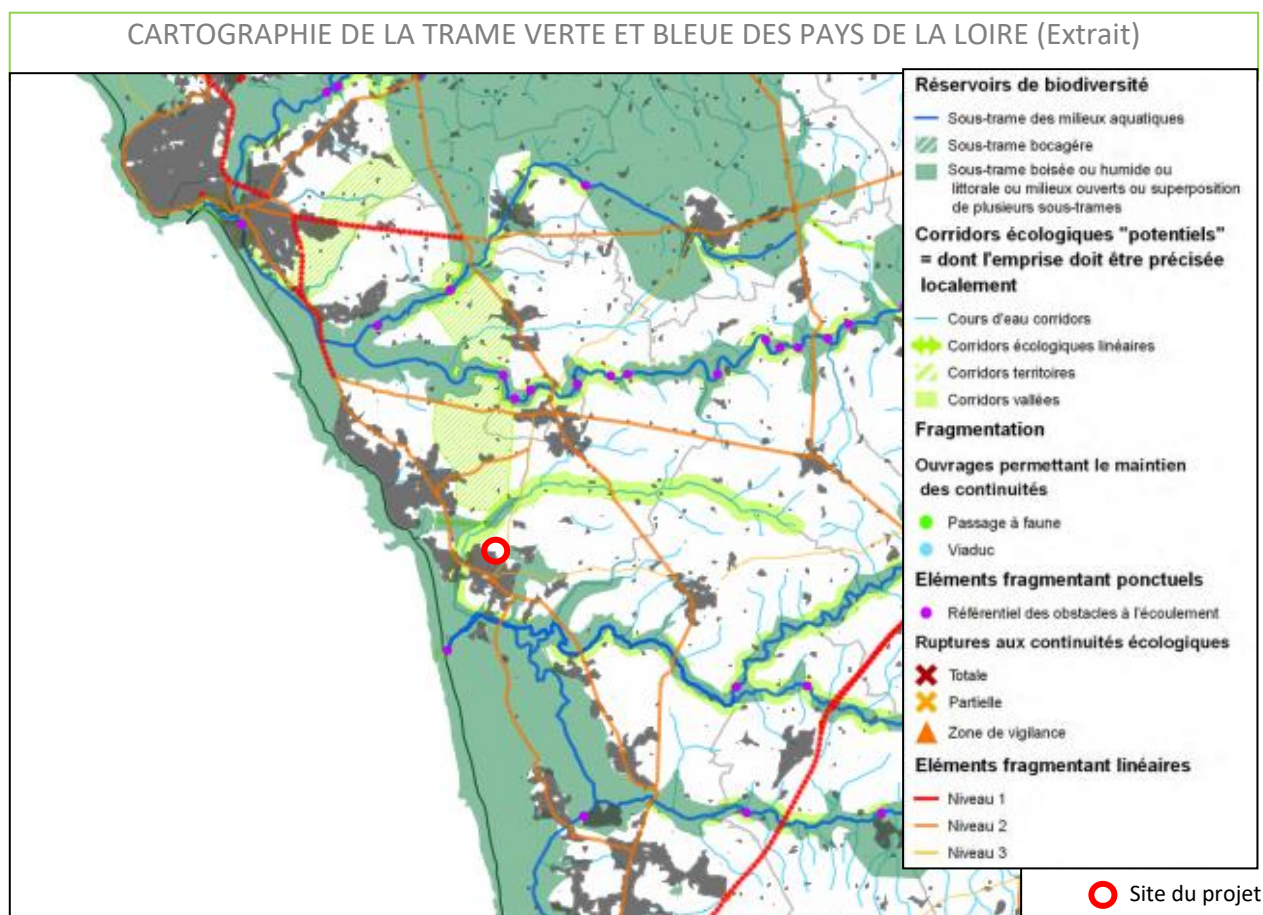 CARTOGRAPHIE DE LA TRAME VERTE ET BLEUE DES PAYS DE LA LOIRE (Extrait)
Réservoirs de biodiversité
Sous-trame des milieux aquatiques
Sous-trame bocagère
Sous-trame boisée ou humide ou
littorale ou milieux ouverts ou superposition
de plusieurs sous-trames
Corridors écologiques "potentiels"
= dont l'emprise doit être précisée
localement
Cours d'eau corridors
Corridors écologiques linéaires
Corridors territoires
Corridors vallées
Fragmentation
Ouvrages permettant le maintien
des continuités
Passage à faune
Viaduc
Eléments fragmentant ponctuels
Référentiel des obstacles à l'écoulement
Ruptures aux continuités écologiques
Totale
Partielle
Zone de vigilance
Eléments fragmentant linéaires
Niveau 1
Niveau 2
Niveau 3
Site du projet